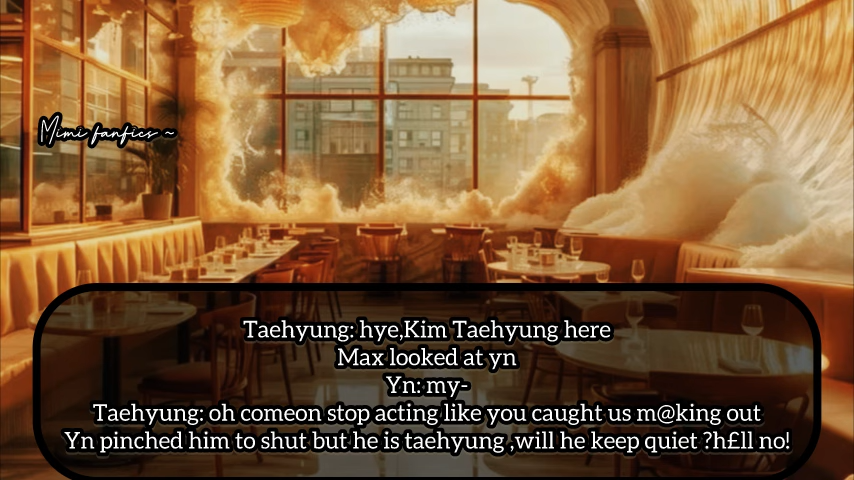 Mimi fanfics ~
Taehyung: hye,Kim Taehyung here
Max looked at yn
Yn: my-
Taehyung: oh comeon stop acting like you caught us m@king out
Yn pinched him to shut but he is taehyung ,will he keep quiet ?h£ll no!